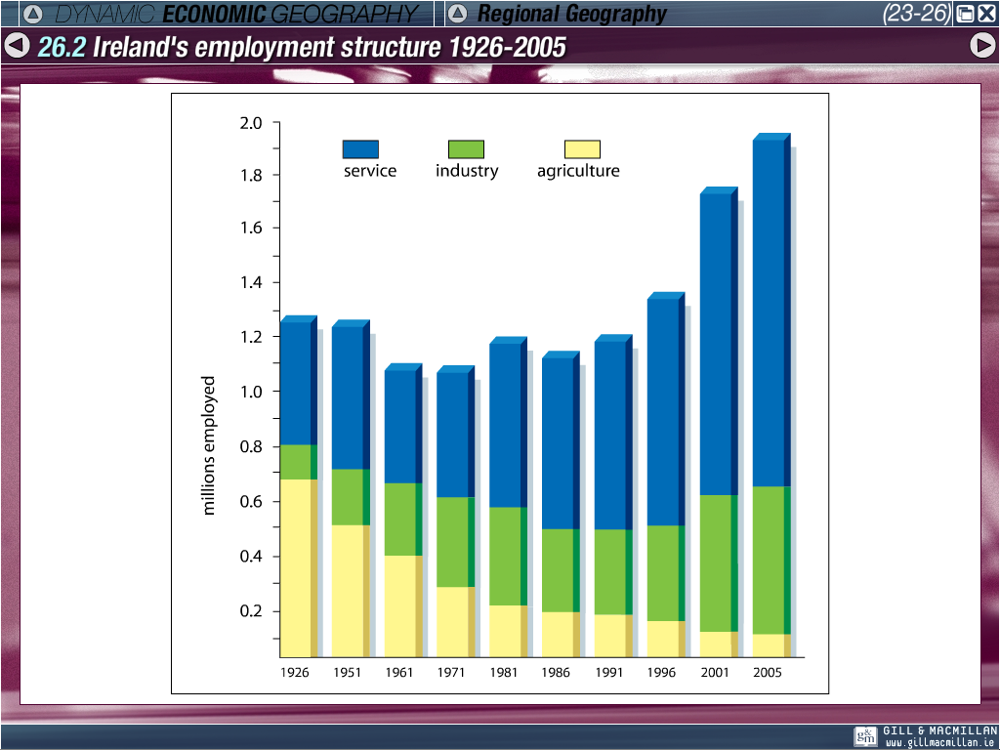 DYNAMIC ECONOMIC GEOGRAPHY
Regional Geography
(23-26)
26.2 Ireland's employment structure 1926-2005
2.0
1.8
1.6
1.4
1.2
1.0
0.8
0.6
0.4
0.2
millions employed
service industry agriculture
1926 1951 1961 1971 1981 1986 1991 1996 2001 2005
g&m
GILL & MACMILLAN
www.gillmacmillan.ie